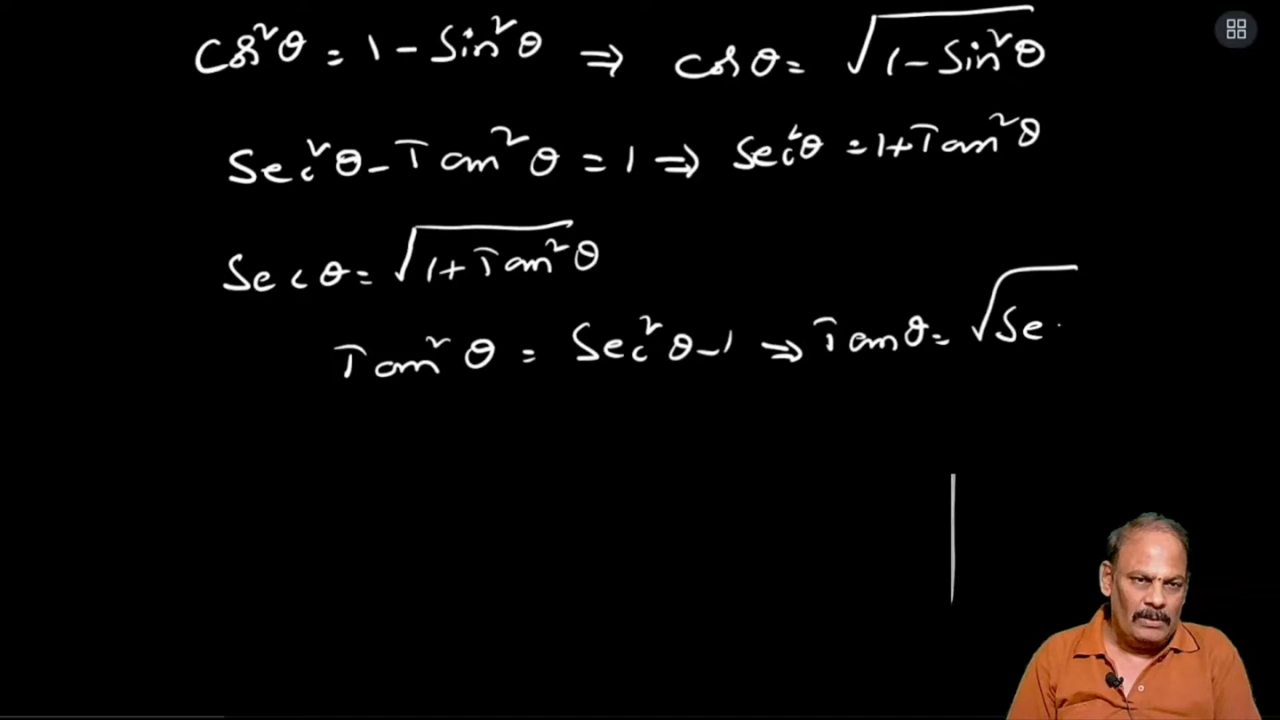 Cos²θ = 1 - Sin²θ ⇒ Cosθ = √1 - Sin²θ
Sec²θ - Tan²θ = 1 ⇒ Sec²θ = 1 + Tan²θ
Secθ = √1 + Tan²θ
Tan²θ = Sec²θ - 1 ⇒ Tanθ = √Se